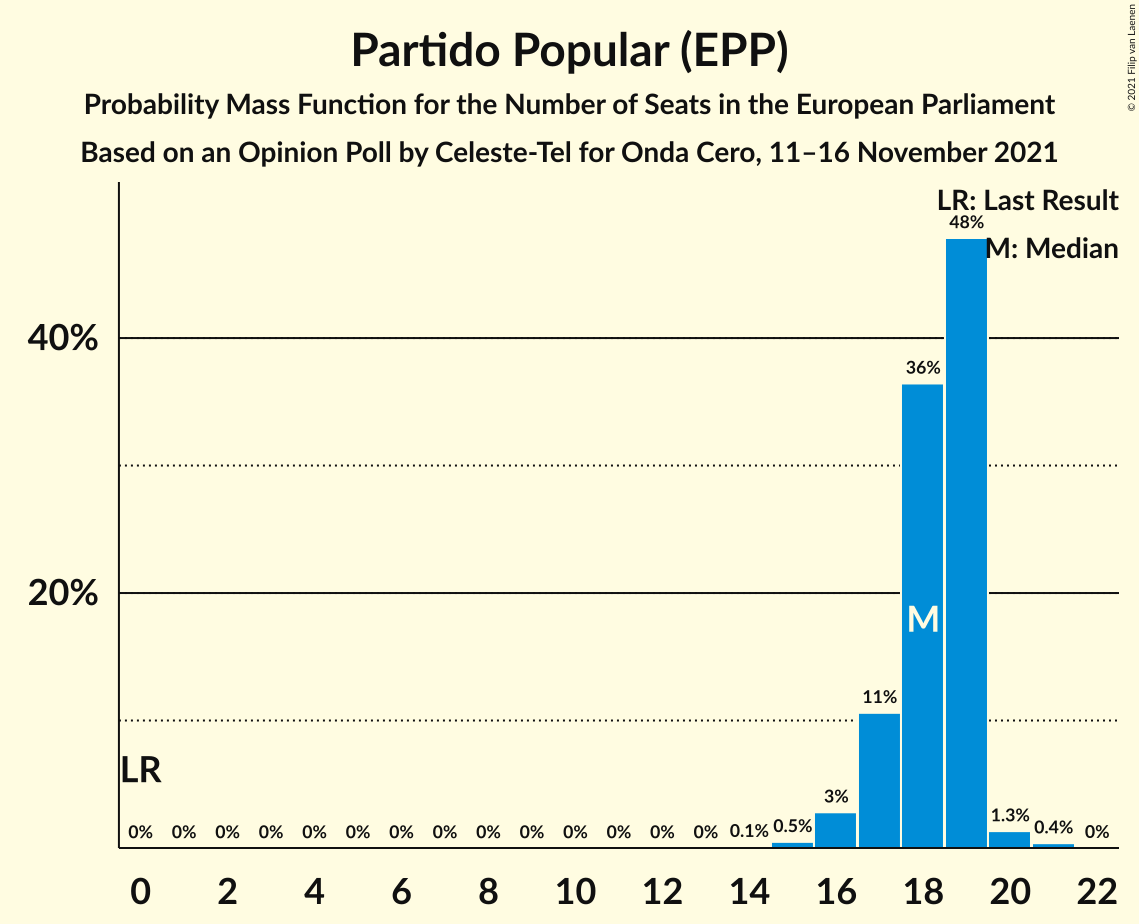 Partido Popular (EPP)
Probability Mass Function for the Number of Seats in the European Parliament
Based on an Opinion Poll by Celeste-Tel for Onda Cero, 11–16 November 2021
© 2021 Filip van Laenen
LR: Last Result
M: Median
48%
40%
36%
20%
M
11%
LR
3%
0% 0% 0% 0% 0% 0% 0% 0% 0% 0% 0% 0% 0% 0% 0.1% 0.5% 1.3% 0.4% 0%
0 2 4 6 8 10 12 14 16 18 20 22